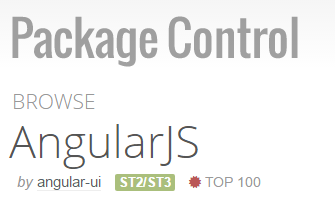 Package Control
BROWSE
AngularJS
by angular-ui ST2/ST3 TOP 100